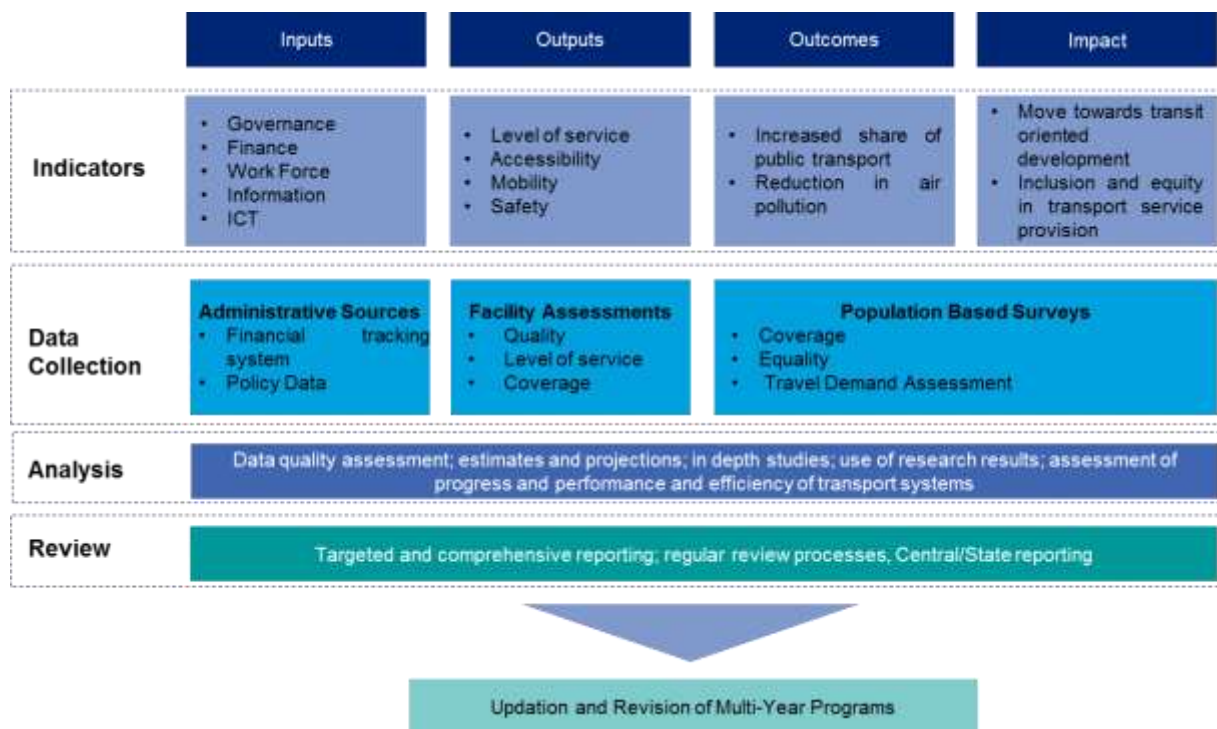 Inputs
Outputs
Outcomes
Impact
Indicators
• Governance
• Finance
• Work Force
• Information
• ICT
• Level of service
• Accessibility
• Mobility
• Safety
• Increased share of
public transport
• Reduction in air
pollution
• Move towards transit
oriented
development
• Inclusion and equity
in transport service
provision
Data
Collection
Administrative Sources
• Financial tracking
system
• Policy Data
Facility Assessments
• Quality
• Level of service
• Coverage
Population Based Surveys
• Coverage
• Equality
• Travel Demand Assessment
Analysis
Data quality assessment; estimates and projections; in depth studies; use of research results; assessment of
progress and performance and efficiency of transport systems
Review
Targeted and comprehensive reporting; regular review processes, Central/State reporting
Updation and Revision of Multi-Year Programs